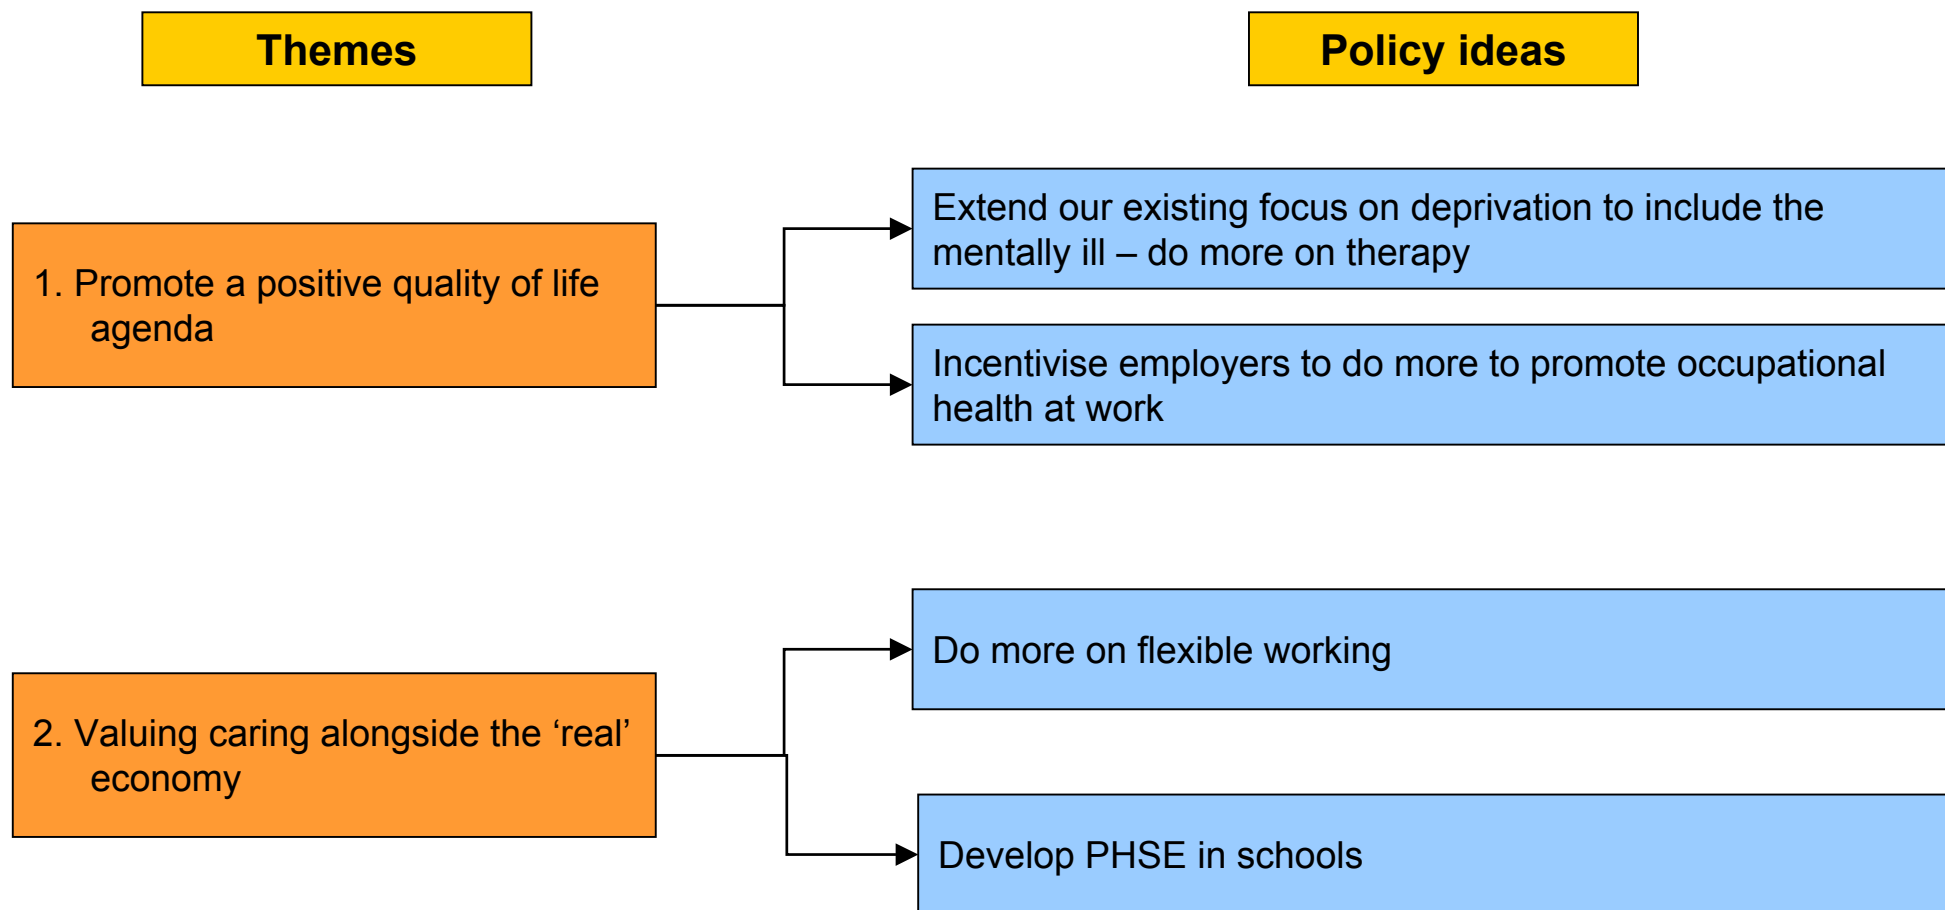 Themes
Policy ideas
1. Promote a positive quality of life
agenda
Extend our existing focus on deprivation to include the
mentally ill – do more on therapy
Incentivise employers to do more to promote occupational
health at work
2. Valuing caring alongside the ‘real’
economy
Do more on flexible working
Develop PHSE in schools